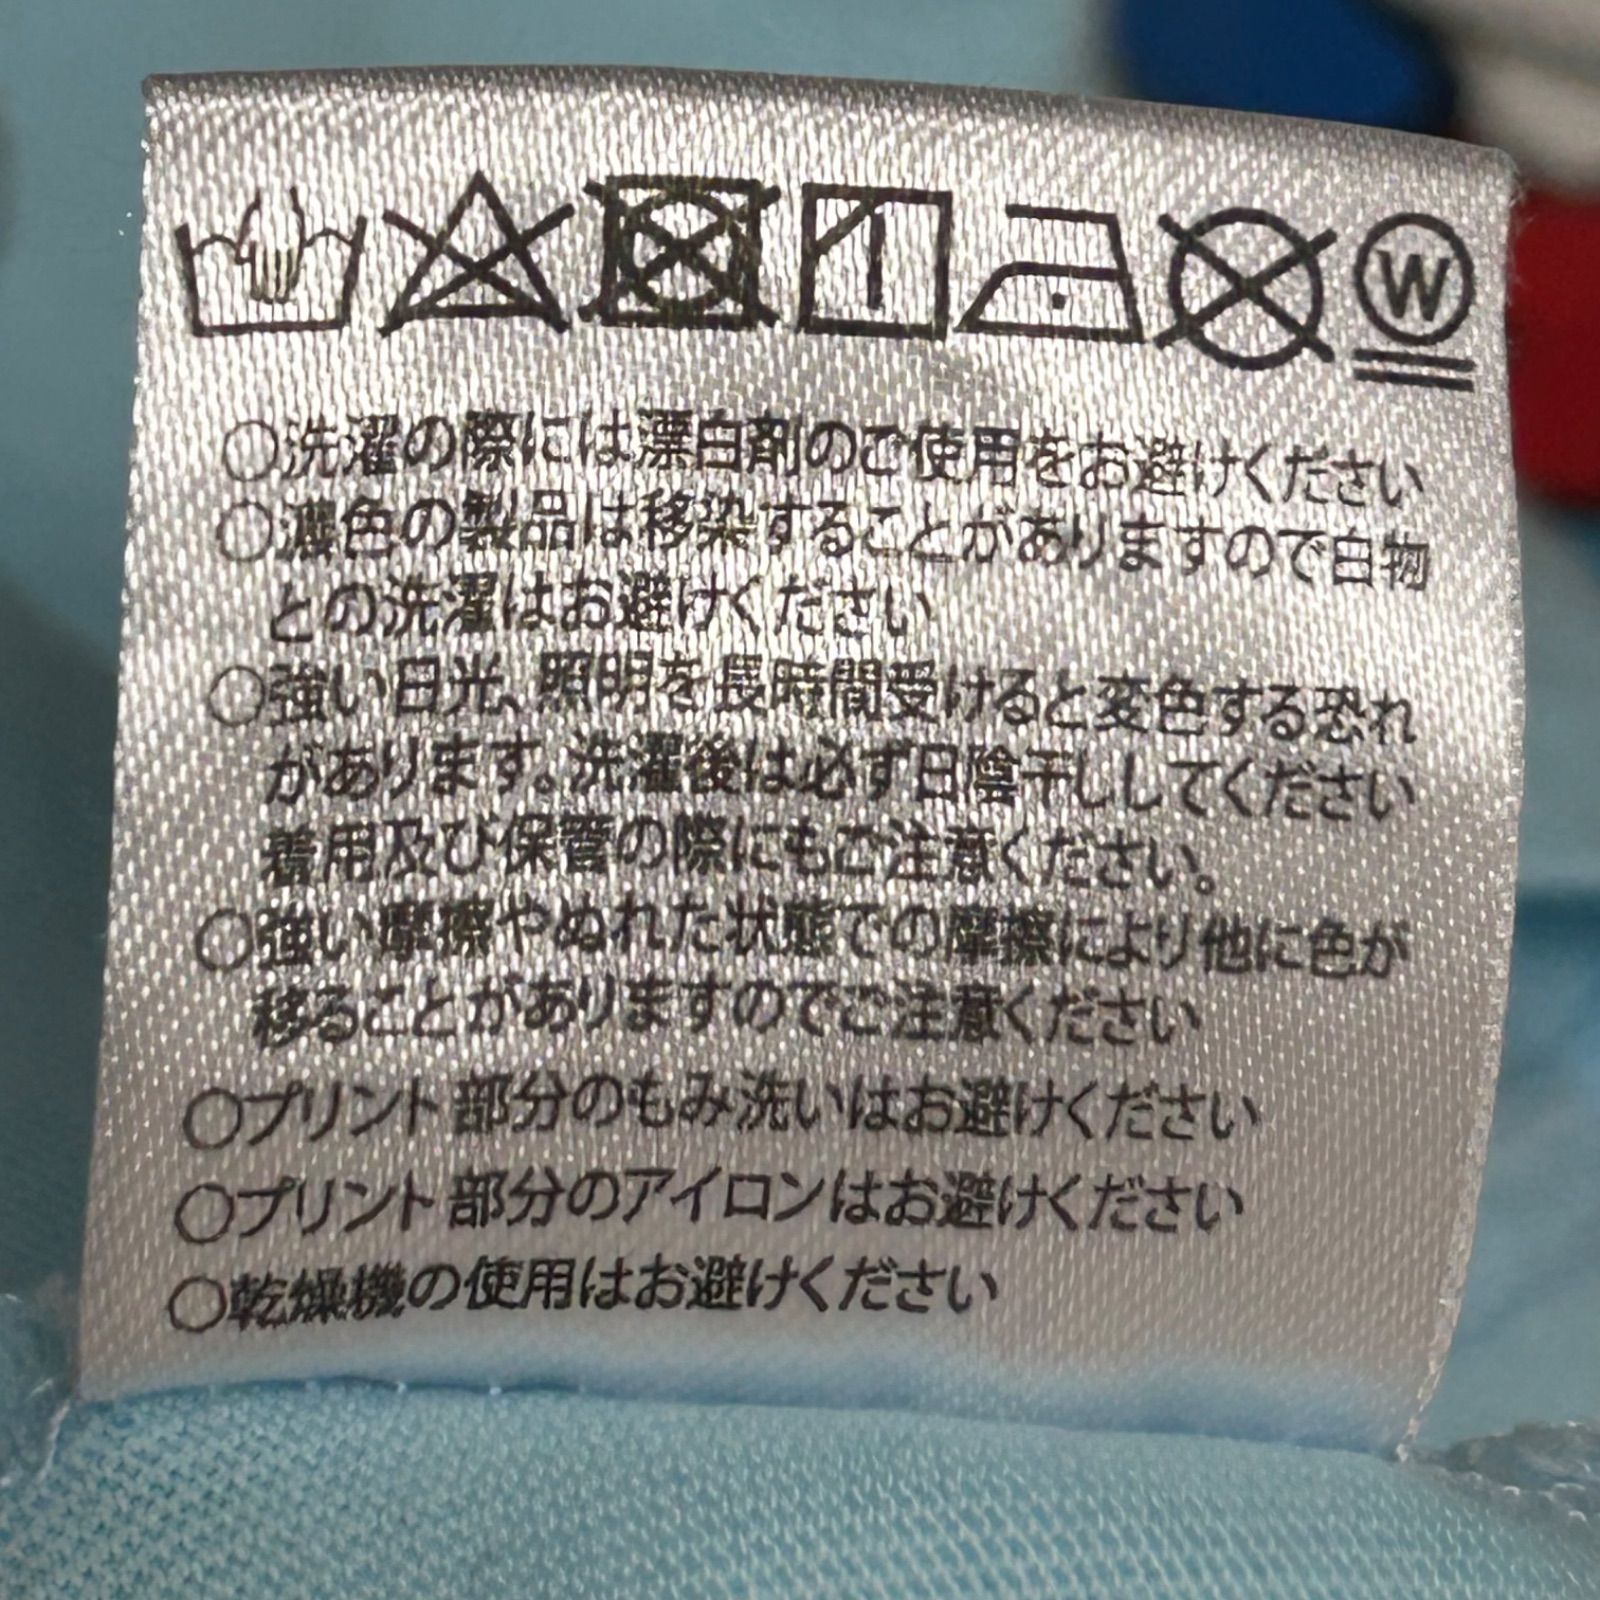 W
○洗濯の際には漂白剤のご使用をお避けください
○濃色の製品は移染することがありますので白物
との洗濯はお避けください
○強い日光、照明を長時間受けると変色する恐れ
があります。洗濯後は必ず日陰干ししてください
着用及び保管の際にもご注意ください。
○強い摩擦やぬれた状態での摩擦により他に色が
移ることがありますのでご注意ください
○プリント部分のもみ洗いはお避けください
○プリント部分のアイロンはお避けください
○乾燥機の使用はお避けください